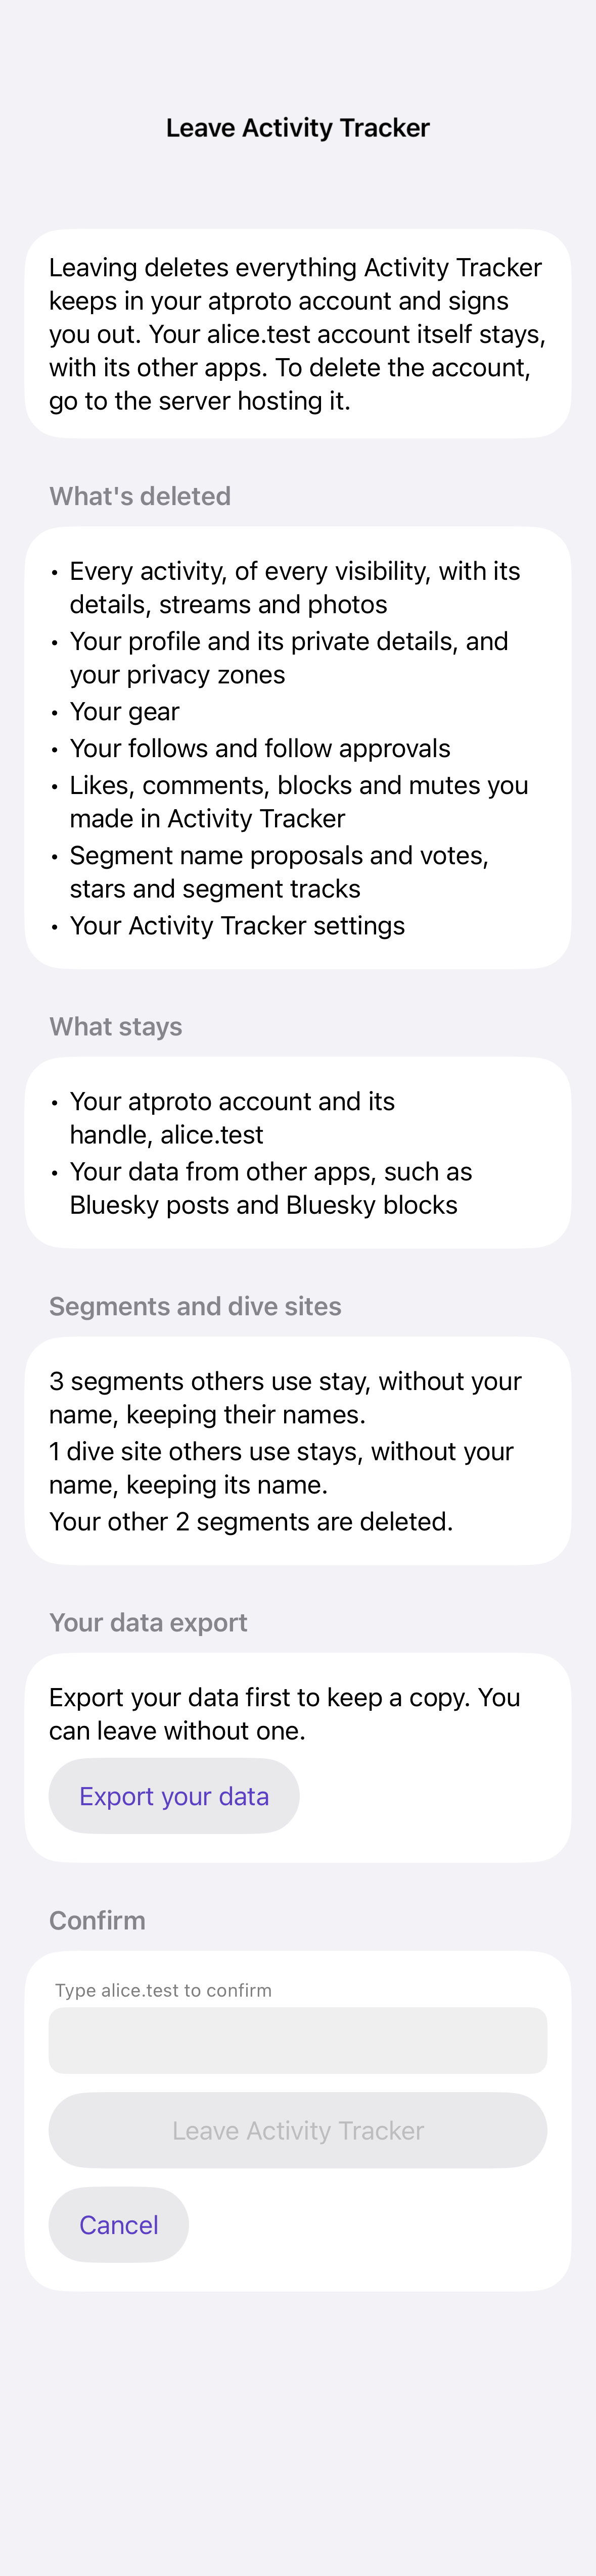 Leave Activity Tracker
Leaving deletes everything Activity Tracker
keeps in your atproto account and signs
you out. Your alice.test account itself stays,
with its other apps. To delete the account,
go to the server hosting it.
What's deleted
• Every activity, of every visibility, with its
details, streams and photos
• Your profile and its private details, and
your privacy zones
• Your gear
• Your follows and follow approvals
• Likes, comments, blocks and mutes you
made in Activity Tracker
• Segment name proposals and votes,
stars and segment tracks
• Your Activity Tracker settings
What stays
• Your atproto account and its
handle, alice.test
• Your data from other apps, such as
Bluesky posts and Bluesky blocks
Segments and dive sites
3 segments others use stay, without your
name, keeping their names.
1 dive site others use stays, without your
name, keeping its name.
Your other 2 segments are deleted.
Your data export
Export your data first to keep a copy. You
can leave without one.
Export your data
Confirm
Type alice.test to confirm
Leave Activity Tracker
Cancel